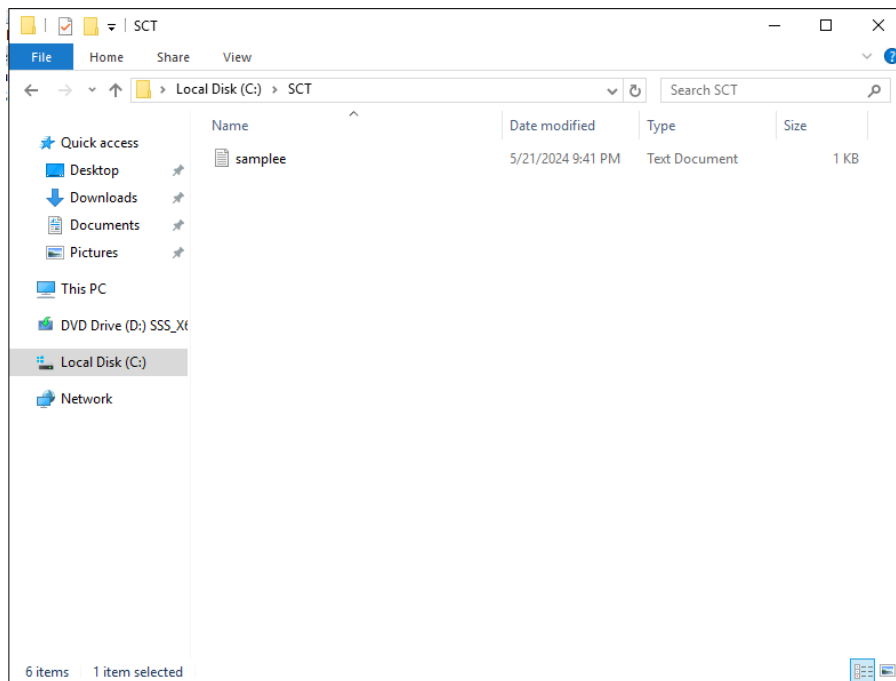 SCT
File Home Share View
Local Disk (C:) SCT
Search SCT
Name Date modified Type Size
samplee 5/21/2024 9:41 PM Text Document 1 KB
Quick access
Desktop
Downloads
Documents
Pictures
This PC
DVD Drive (D:) SSS_X6
Local Disk (C:)
Network
6 items 1 item selected